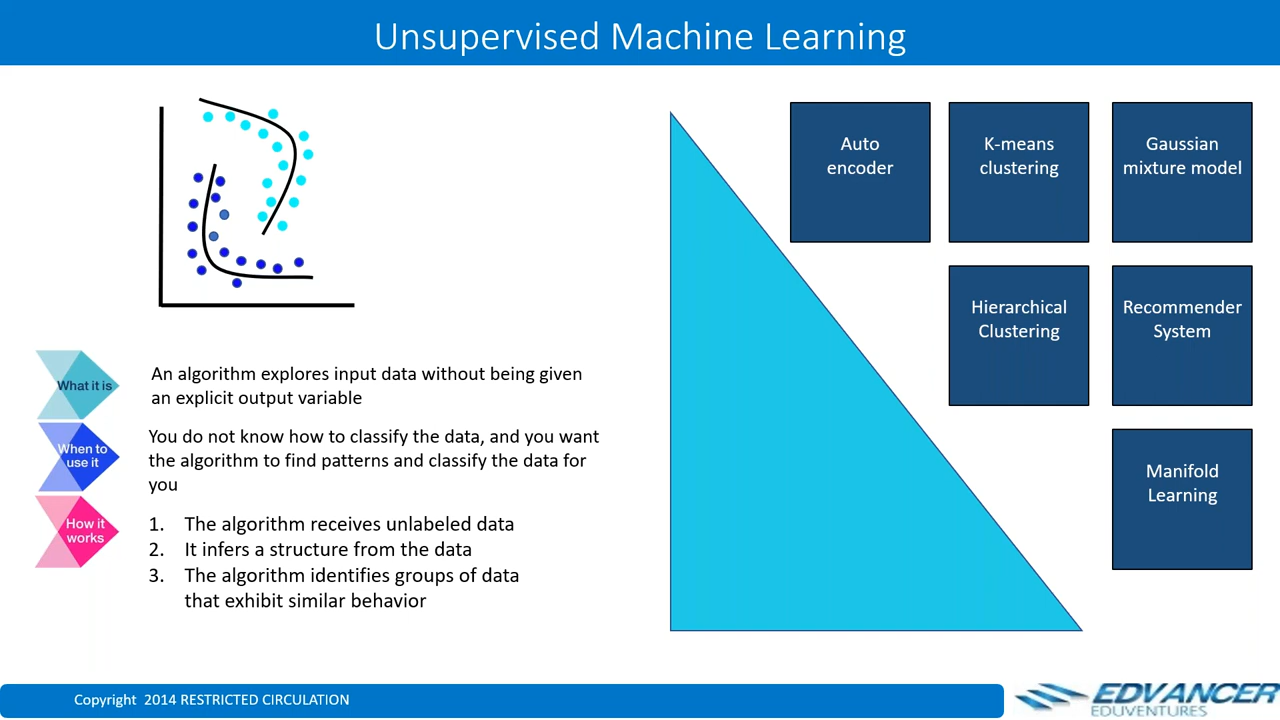 Unsupervised Machine Learning
Auto
encoder
K-means
clustering
Gaussian
mixture model
Hierarchical
Clustering
Recommender
System
Manifold
Learning
What it is
An algorithm explores input data without being given
an explicit output variable
When to
use it
You do not know how to classify the data, and you want
the algorithm to find patterns and classify the data for
you
How it
works
1. The algorithm receives unlabeled data
2. It infers a structure from the data
3. The algorithm identifies groups of data
that exhibit similar behavior
Copyright 2014 RESTRICTED CIRCULATION
EDVANCER
EDUVENTURES